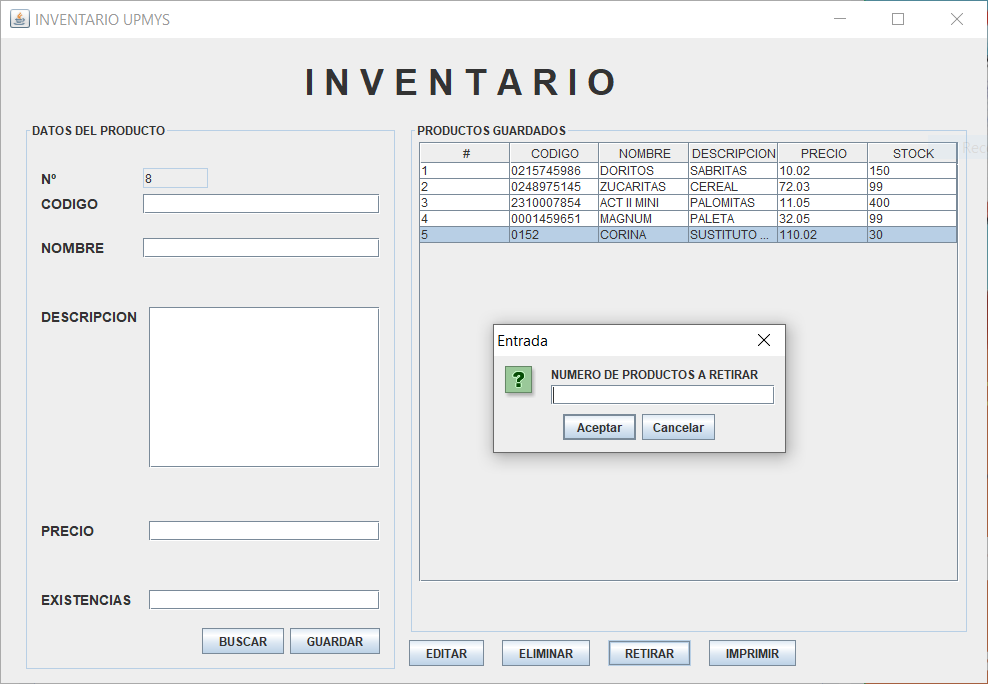 INVENTARIO UPMYS
INVENTARIO
DATOS DEL PRODUCTO
Nº 8
CODIGO
NOMBRE
DESCRIPCION
PRECIO
EXISTENCIAS
BUSCAR GUARDAR
PRODUCTOS GUARDADOS
# CODIGO NOMBRE DESCRIPCION PRECIO STOCK
1 0215745986 DORITOS SABRITAS 10.02 150
2 0248975145 ZUCARITAS CEREAL 72.03 99
3 2310007854 ACT II MINI PALOMITAS 11.05 400
4 0001459651 MAGNUM PALETA 32.05 99
5 0152 CORINA SUSTITUTO ... 110.02 30
Entrada
?
NUMERO DE PRODUCTOS A RETIRAR
Aceptar Cancelar
EDITAR ELIMINAR RETIRAR IMPRIMIR